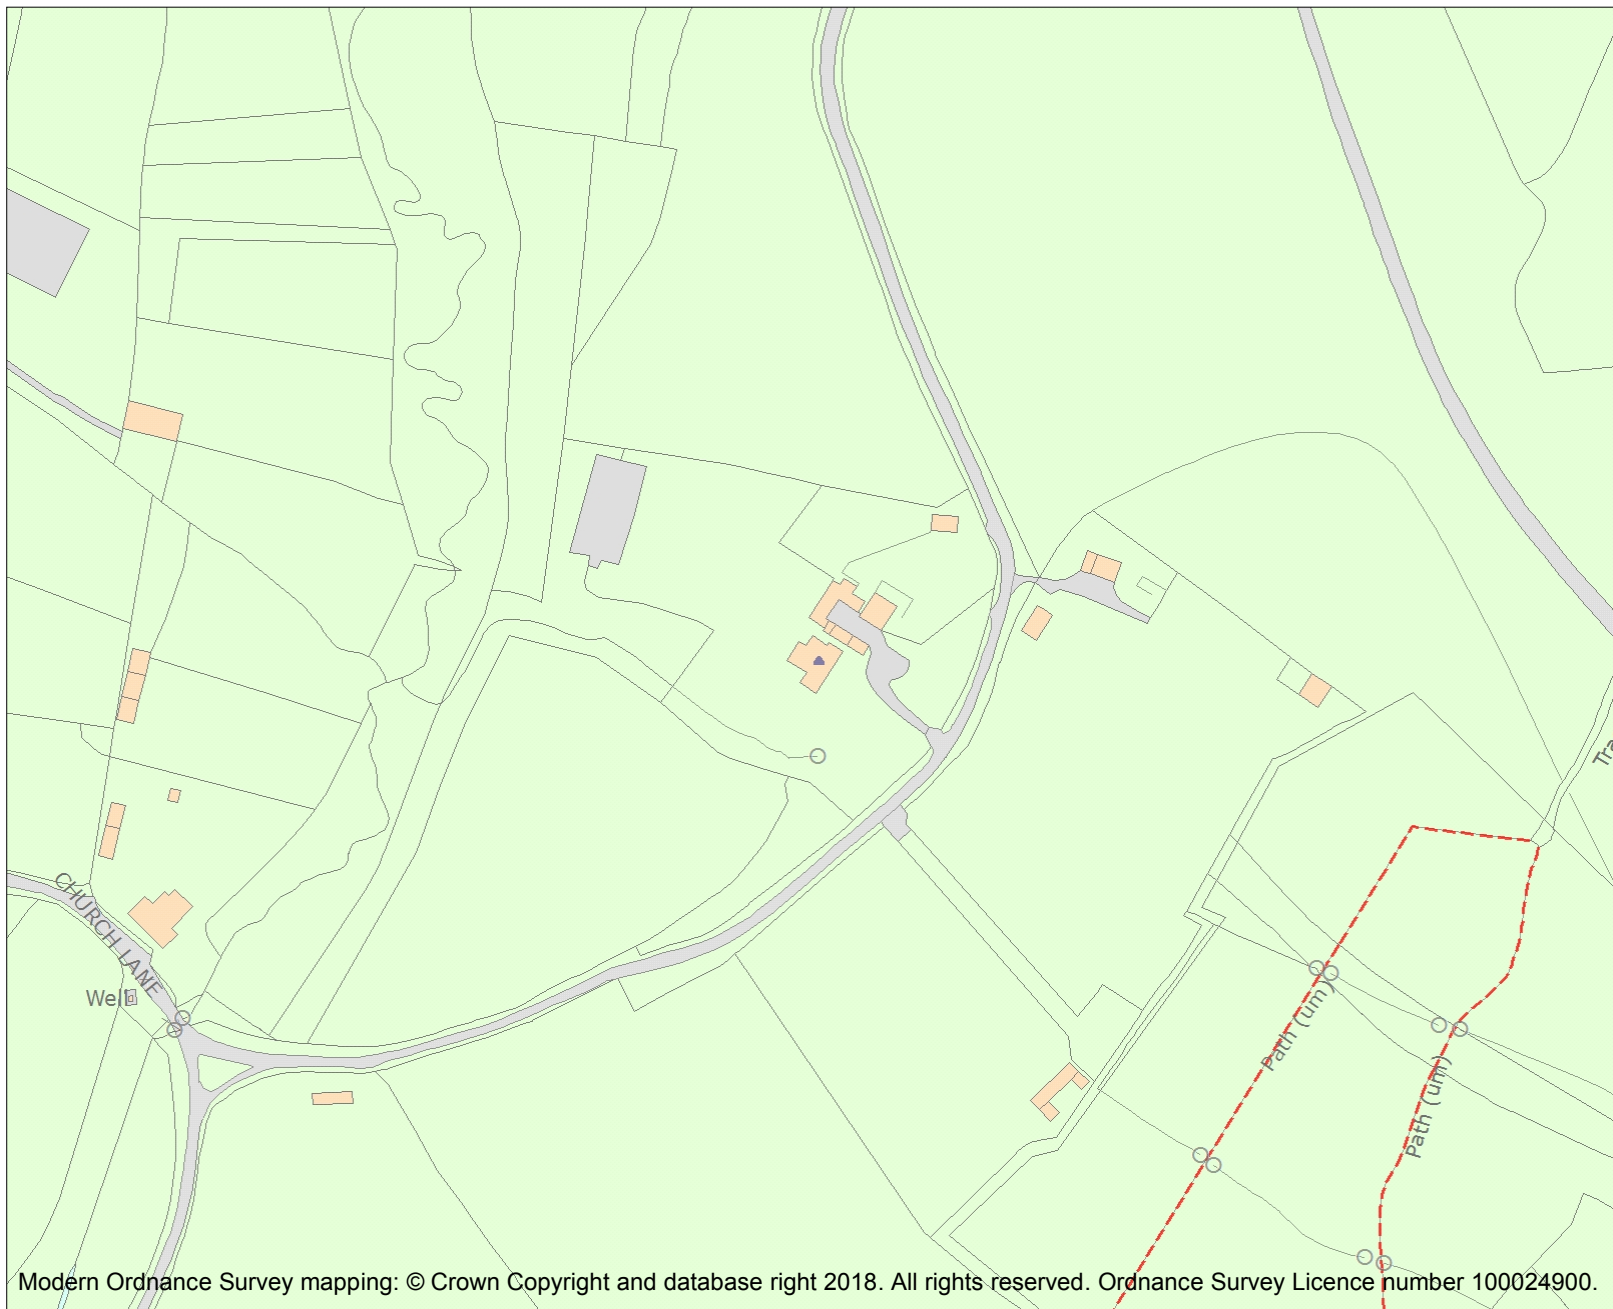 Tra
CHURCH LANE
Well
Path (um)
Path (um)
Modern Ordnance Survey mapping: © Crown Copyright and database right 2018. All rights reserved. Ordnance Survey Licence number 100024900.